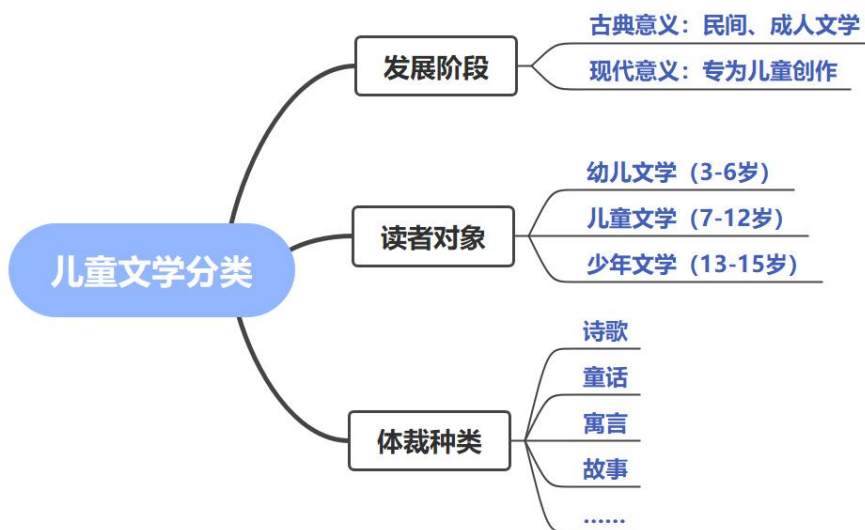 儿童文学分类
发展阶段
古典意义：民间、成人文学
现代意义：专为儿童创作
读者对象
幼儿文学（3-6岁）
儿童文学（7-12岁）
少年文学（13-15岁）
体裁种类
诗歌
童话
寓言
故事
……